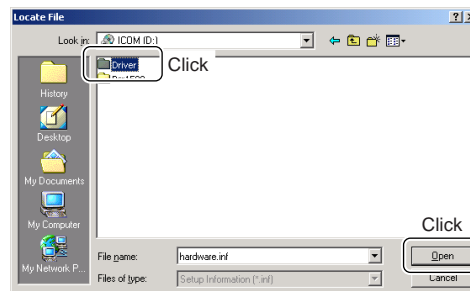 Locate File
Look in:
ICOM (D:)
Driver
Click
History
Desktop
My Documents
My Computer
My Network P...
Click
File name:
hardware.inf
Open
Files of type:
Setup Information (*.inf)
Cancel